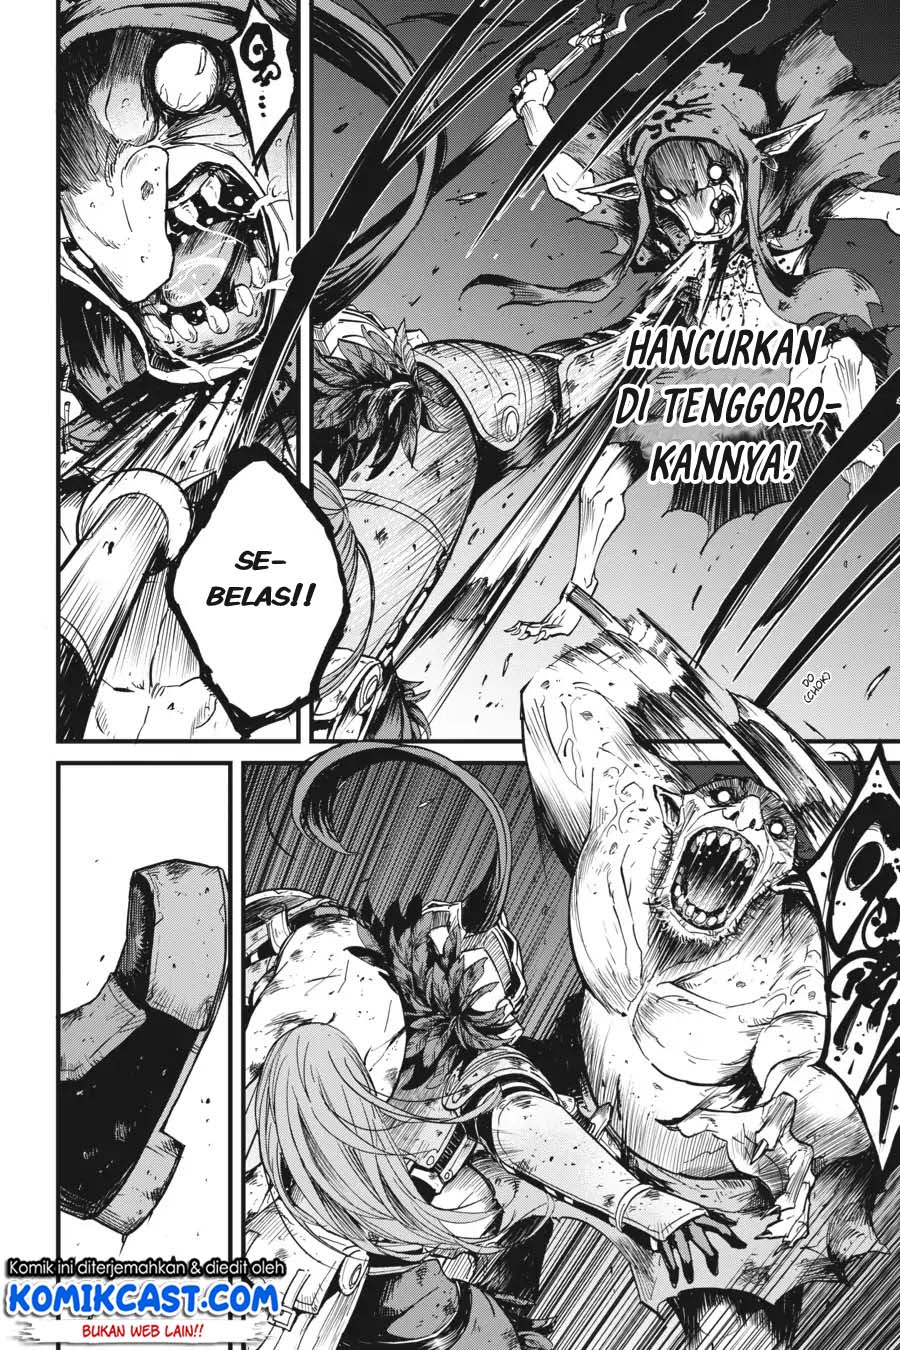 HANCURKAN
DI TENGGORO-
KANNYA!
SE-
BELAS!!
DO
(CHOK)
Komik ini diterjemahkan & diedit oleh
KOMIKCAST.COM
BUKAN WEB LAIN!!